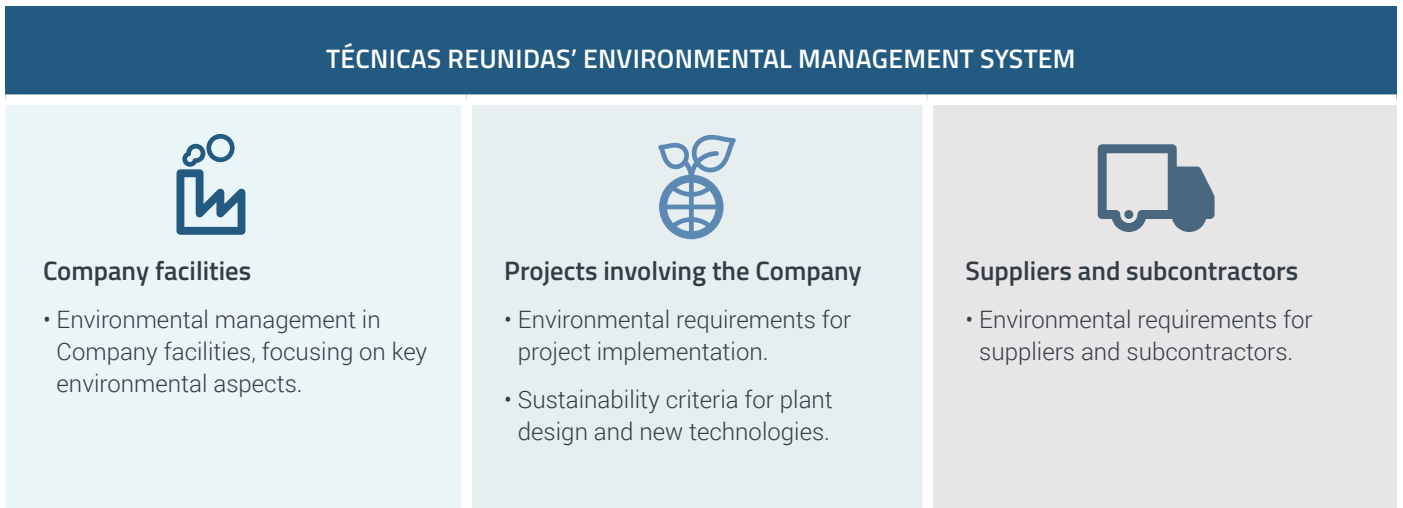 TÉCNICAS REUNIDAS’ ENVIRONMENTAL MANAGEMENT SYSTEM
Company facilities
• Environmental management in
Company facilities, focusing on key
environmental aspects.
Projects involving the Company
• Environmental requirements for
project implementation.
• Sustainability criteria for plant
design and new technologies.
Suppliers and subcontractors
• Environmental requirements for
suppliers and subcontractors.